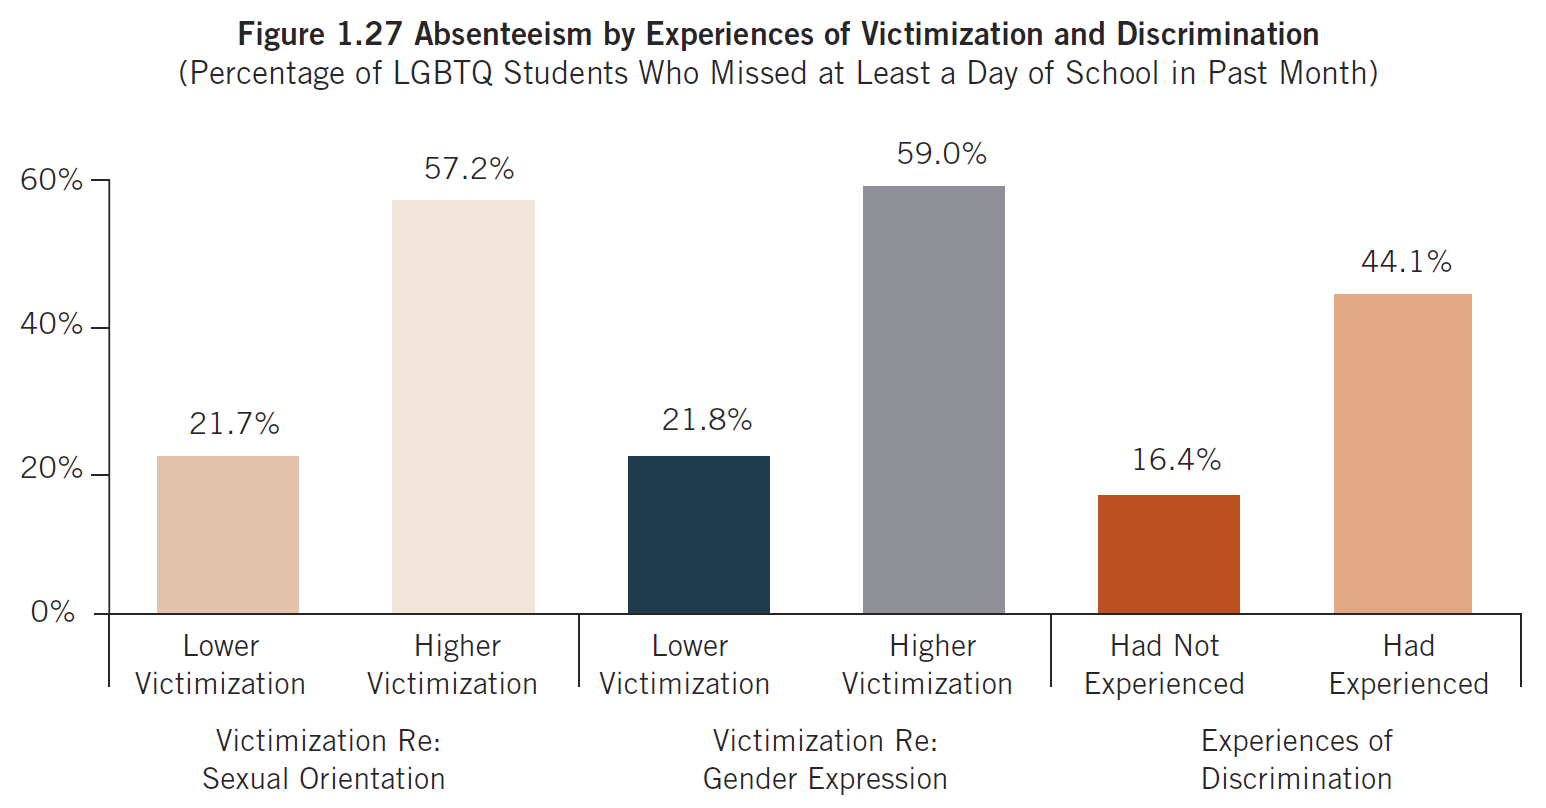 Figure 1.27 Absenteeism by Experiences of Victimization and Discrimination
(Percentage of LGBTQ Students Who Missed at Least a Day of School in Past Month)
60%
40%
20%
0%
21.7%
57.2%
21.8%
59.0%
16.4%
44.1%
Lower
Victimization
Higher
Victimization
Lower
Victimization
Higher
Victimization
Had Not
Experienced
Had
Experienced
Victimization Re:
Sexual Orientation
Victimization Re:
Gender Expression
Experiences of
Discrimination